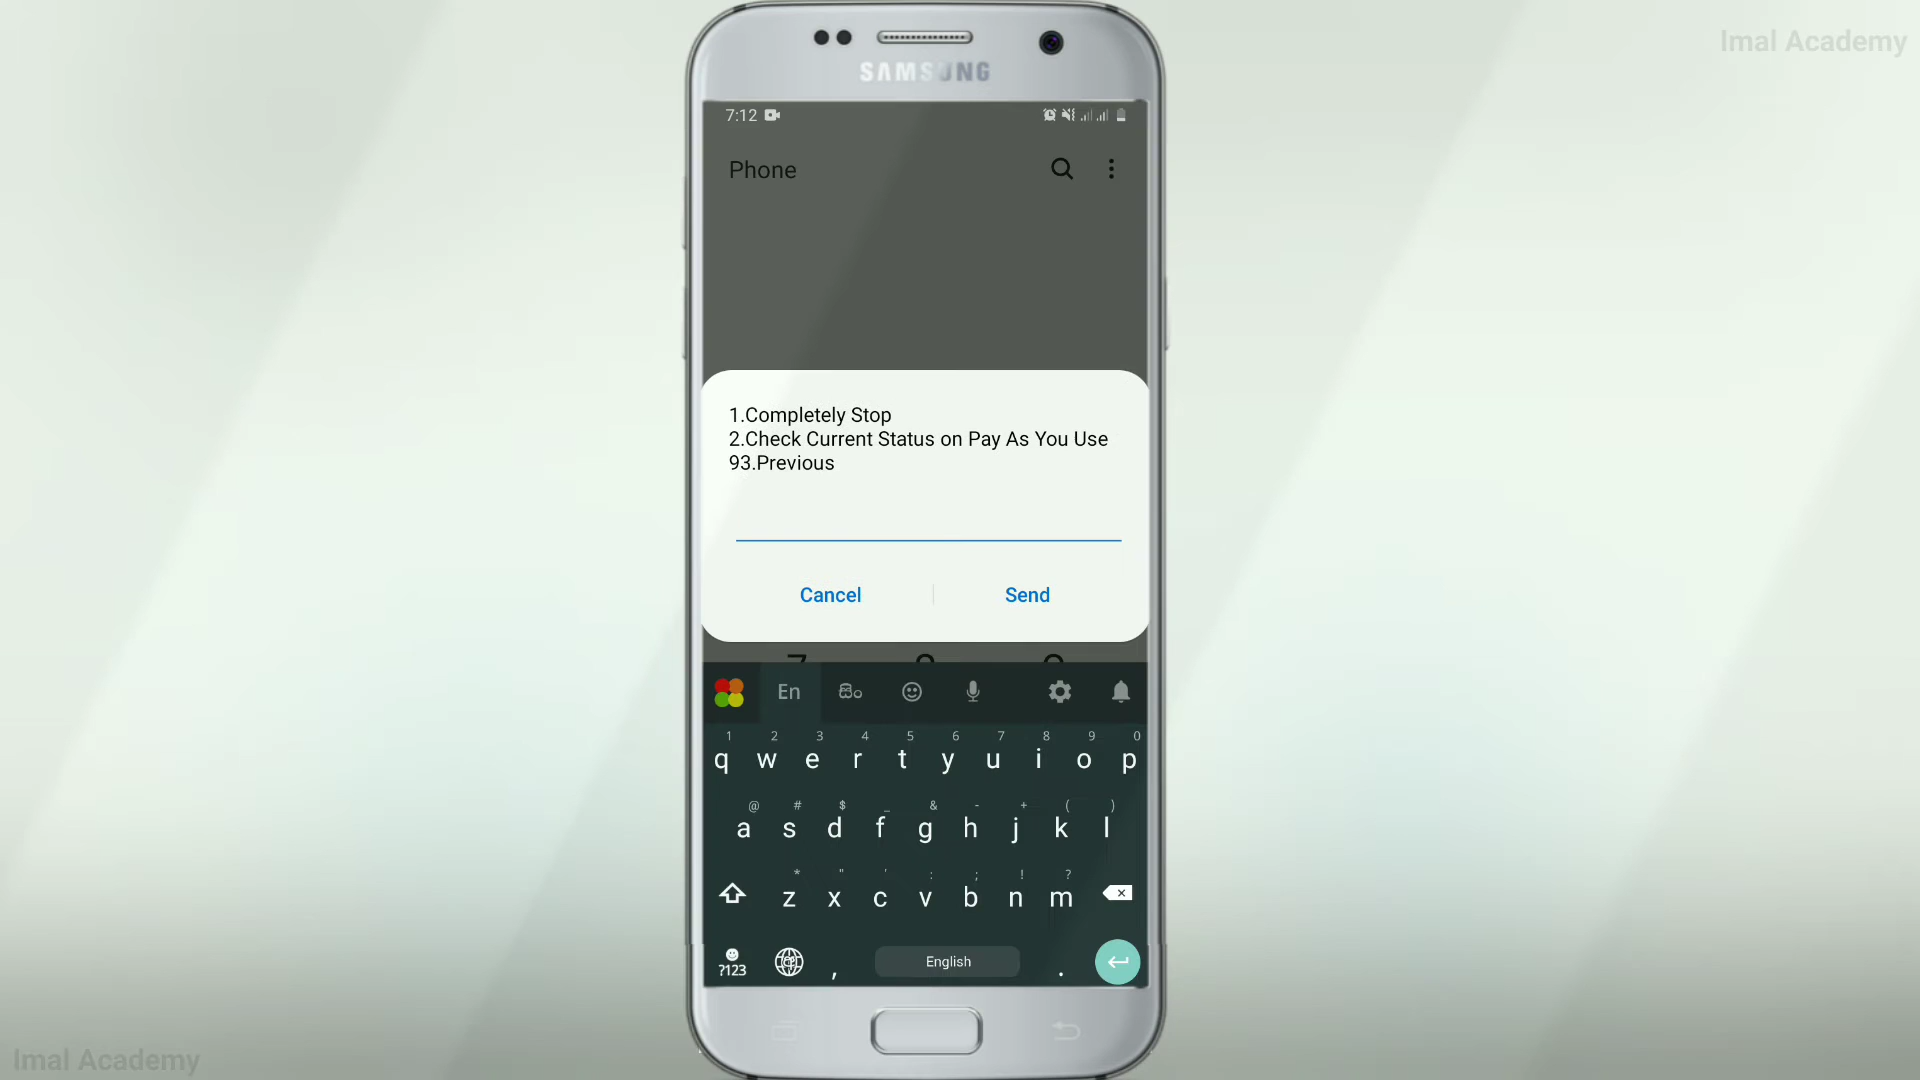 Imal Academy
SAMSUNG
7:12
Phone
1.Completely Stop
2.Check Current Status on Pay As You Use
93.Previous
Cancel Send
En සිං
1 2 3 4 5 6 7 8 9 0
q w e r t y u i o p
@ # $ _ & - + ( )
a s d f g h j k l
* " ' : ; ! ?
z x c v b n m
?123 , English .
Imal Academy